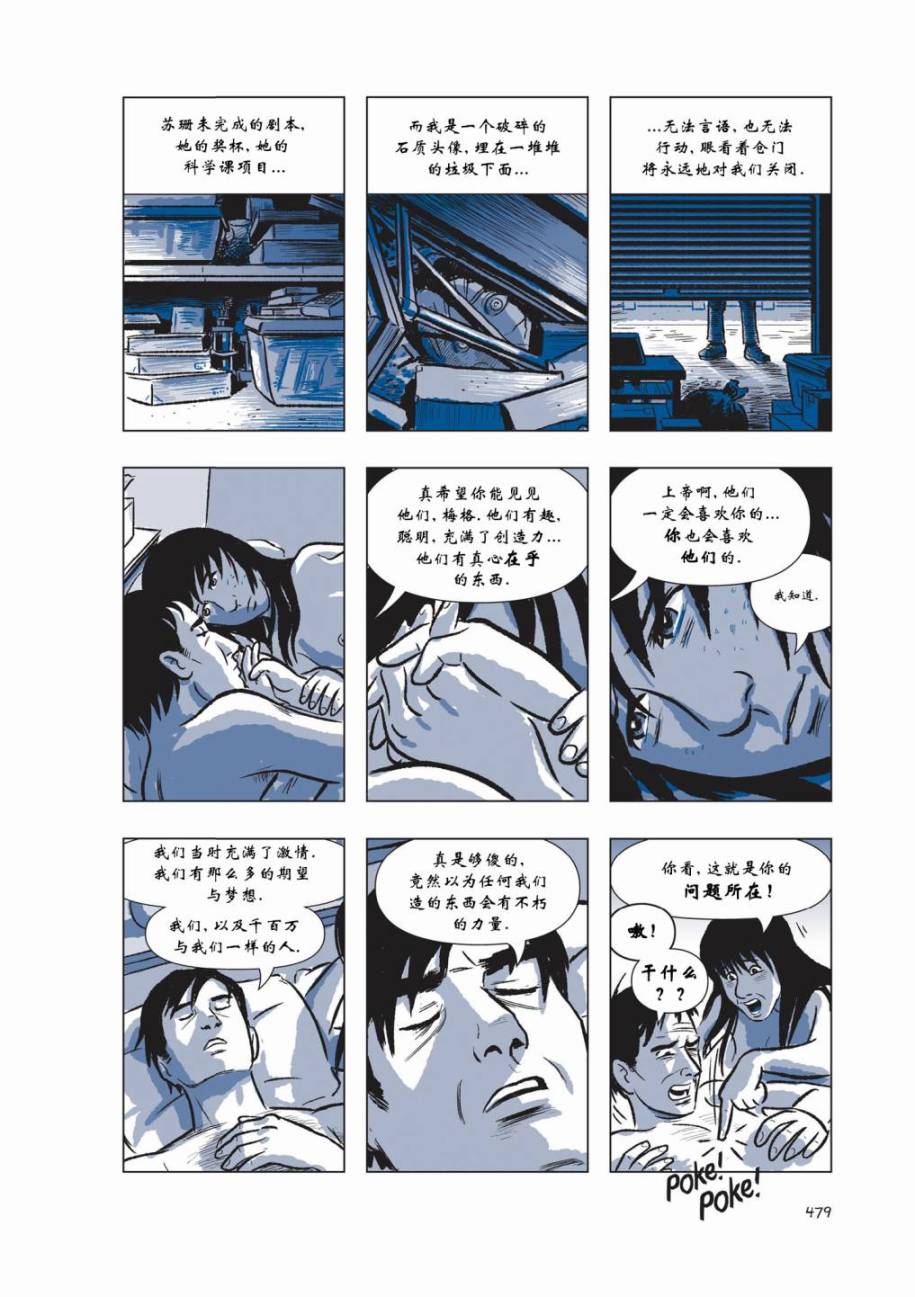 苏珊未完成的剧本,
她的奖杯,她的
科学课项目...
而我是一个破碎的
石质头像,埋在一堆堆
的垃圾下面...
...无法言语,也无法
行动,眼看着仓门
将永远地对我们关闭.
真希望你能见见
他们,梅格.他们有趣,
聪明,充满了创造力...
他们有真心在乎
的东西.
上帝啊,他们
一定会喜欢你的...
你也会喜欢
他们的.
我知道.
我们当时充满了激情.
我们有那么多的期望
与梦想.
我们,以及千百万
与我们一样的人.
真是够傻的,
竟然以为任何我们
造的东西会有不朽
的力量.
你看,这就是你的
问题所在!
嗷!
干什么
??
POKE!
POKE!
479